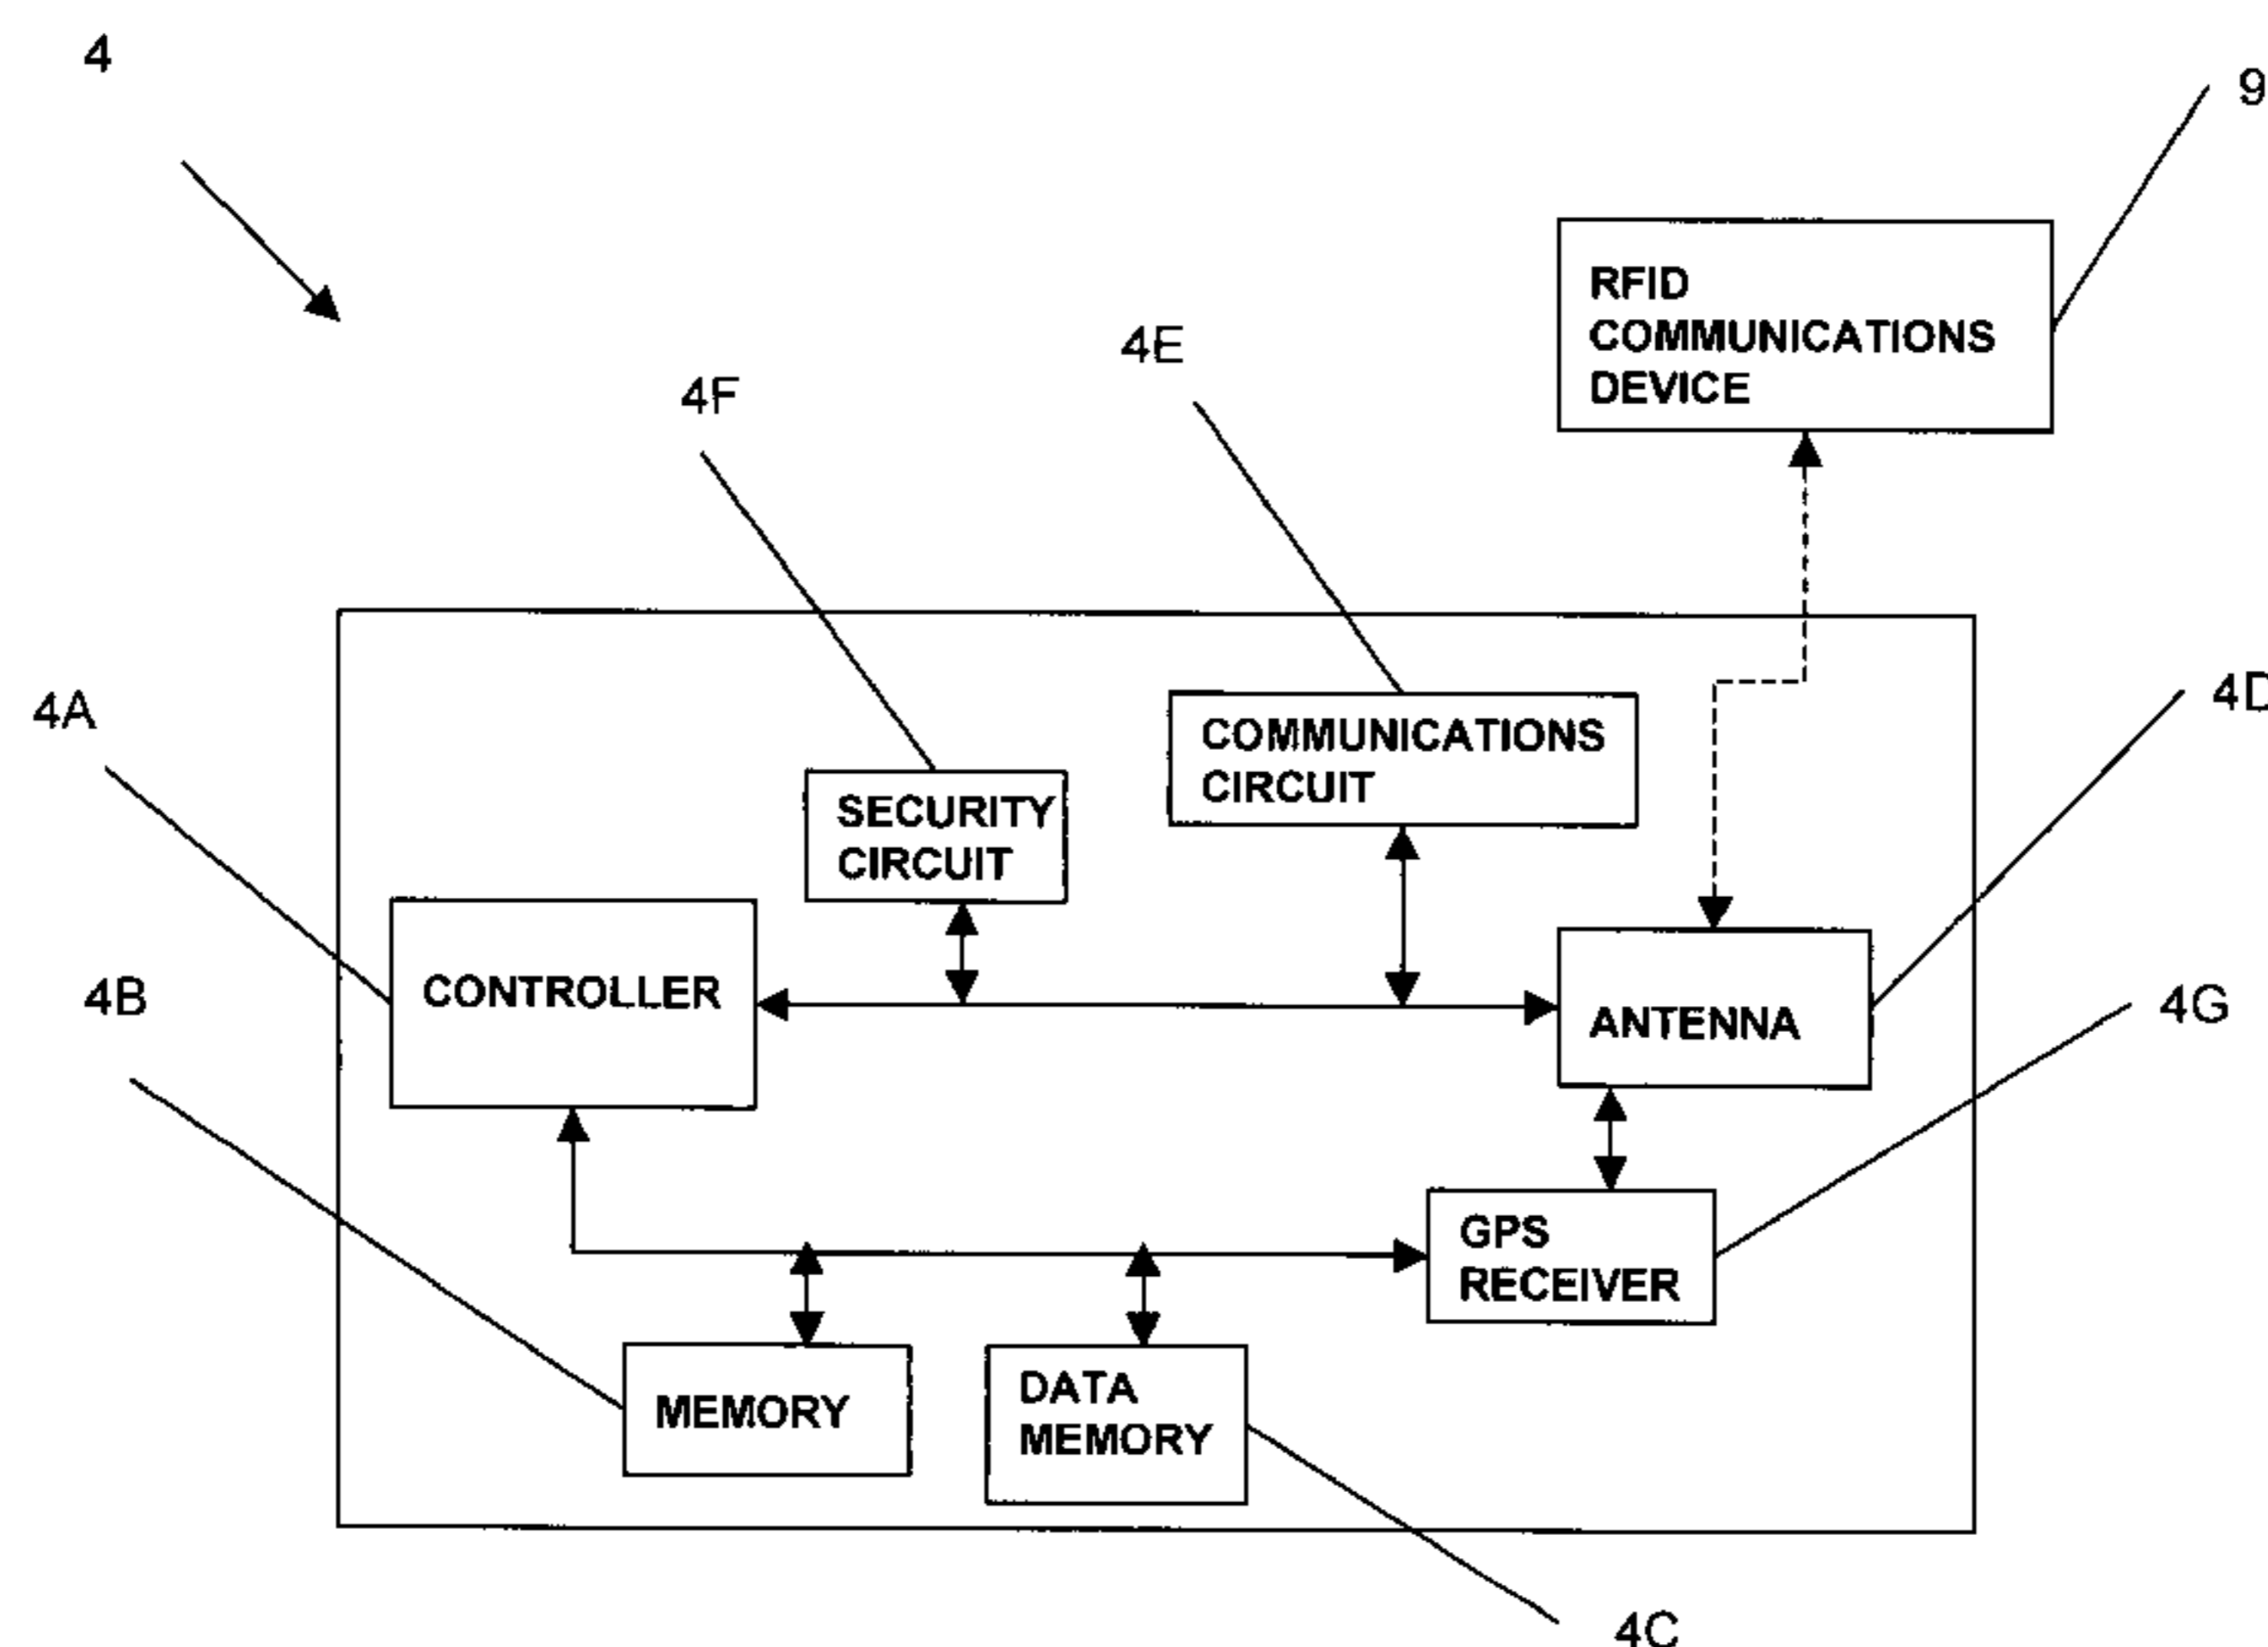 4
9
RFID
COMMUNICATIONS
DEVICE
4E
4F
4A
COMMUNICATIONS
CIRCUIT
4D
SECURITY
CIRCUIT
4B
CONTROLLER
ANTENNA
4G
GPS
RECEIVER
MEMORY
DATA
MEMORY
4C